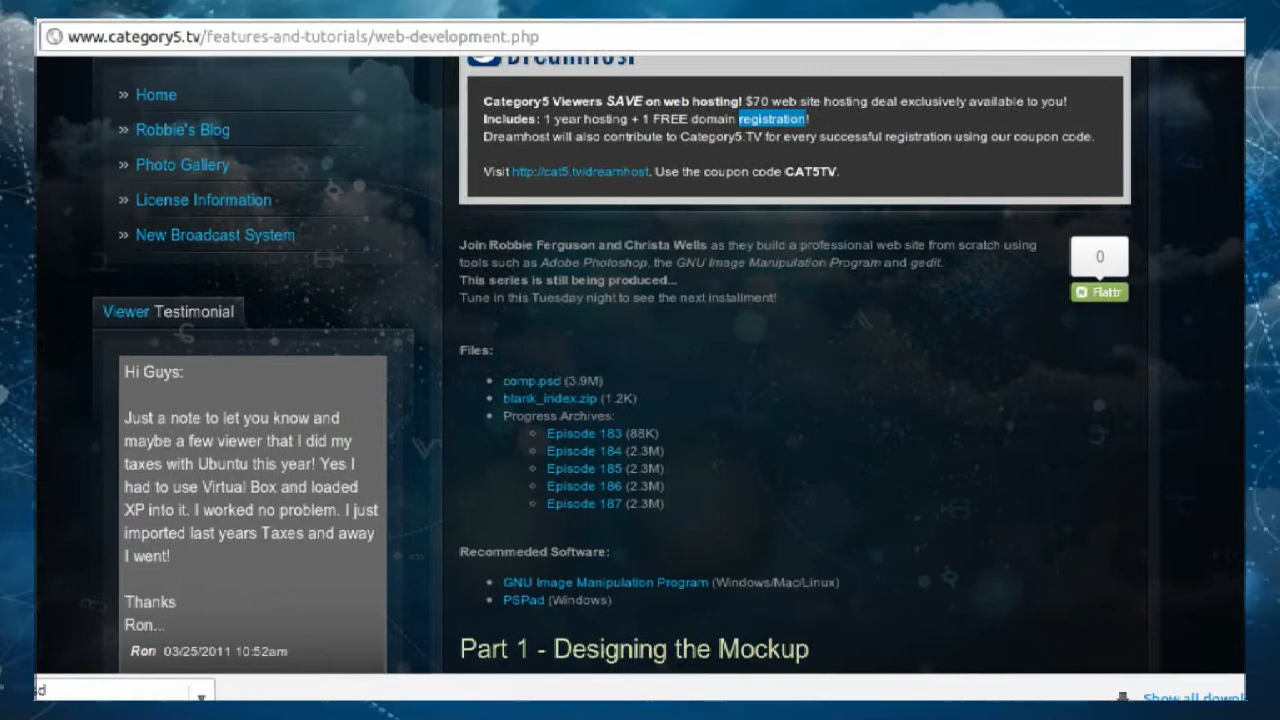 www.category5.tv/features-and-tutorials/web-development.php
» Home
» Robbie's Blog
» Photo Gallery
» License Information
» New Broadcast System
Viewer Testimonial
Hi Guys:
Just a note to let you know and
maybe a few viewer that I did my
taxes with Ubuntu this year! Yes I
had to use Virtual Box and loaded
XP into it. I worked no problem. I just
imported last years Taxes and away
I went!
Thanks
Ron...
Ron 03/25/2011 10:52am
DreamHost
Category5 Viewers SAVE on web hosting! $70 web site hosting deal exclusively available to you!
Includes: 1 year hosting + 1 FREE domain registration!
Dreamhost will also contribute to Category5.TV for every successful registration using our coupon code.
Visit http://cat5.tv/dreamhost. Use the coupon code CAT5TV.
Join Robbie Ferguson and Christa Wells as they build a professional web site from scratch using
tools such as Adobe Photoshop, the GNU Image Manipulation Program and gedit.
This series is still being produced...
Tune in this Tuesday night to see the next installment!
0
Flattr
Files:
comp.psd (3.9M)
blank_index.zip (1.2K)
Progress Archives:
Episode 183 (88K)
Episode 184 (2.3M)
Episode 185 (2.3M)
Episode 186 (2.3M)
Episode 187 (2.3M)
Recommeded Software:
GNU Image Manipulation Program (Windows/Mac/Linux)
PSPad (Windows)
Part 1 - Designing the Mockup
sd
Show all downl